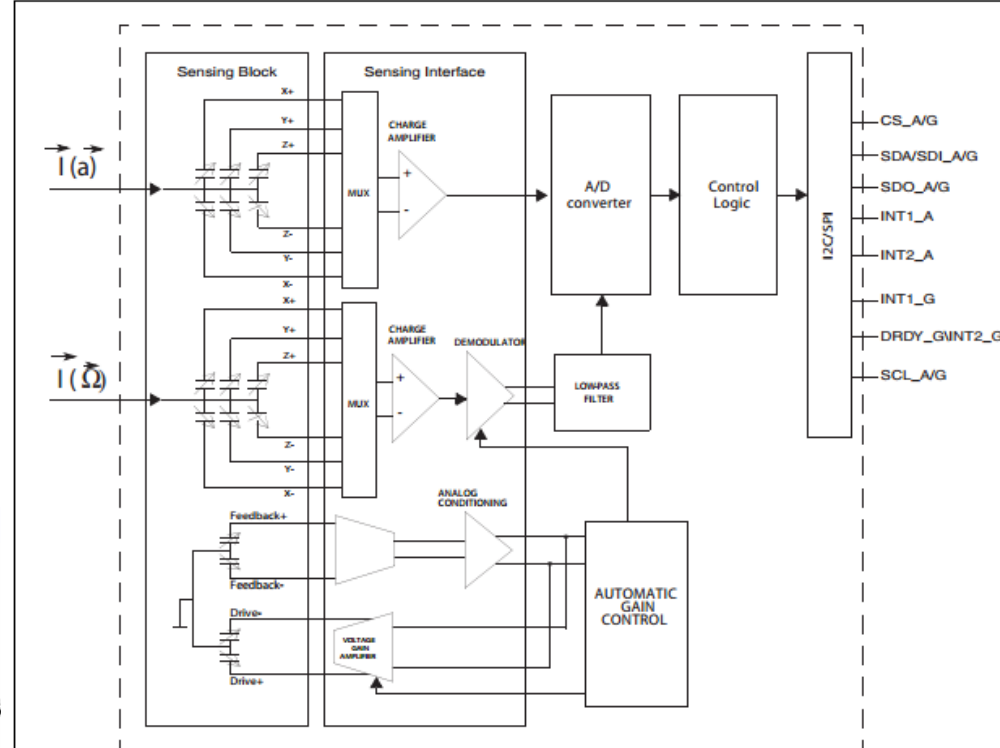 Sensing Block
Sensing Interface
X+
Y+
Z+
CHARGE
AMPLIFIER
I(a)
+
-
MUX
A/D
converter
Control
Logic
I2C/SPI
CS_A/G
SDA/SDI_A/G
SDO_A/G
INT1_A
INT2_A
INT1_G
DRDY_G\INT2_G
SCL_A/G
Z-
Y-
X-
X+
Y+
Z+
CHARGE
AMPLIFIER
DEMODULATOR
I(Ω)
+
-
MUX
LOW-PASS
FILTER
Z-
Y-
X-
ANALOG
CONDITIONING
Feedback+
Feedback-
AUTOMATIC
GAIN
CONTROL
Drive-
VOLTAGE
GAIN
AMPLIFIER
Drive+